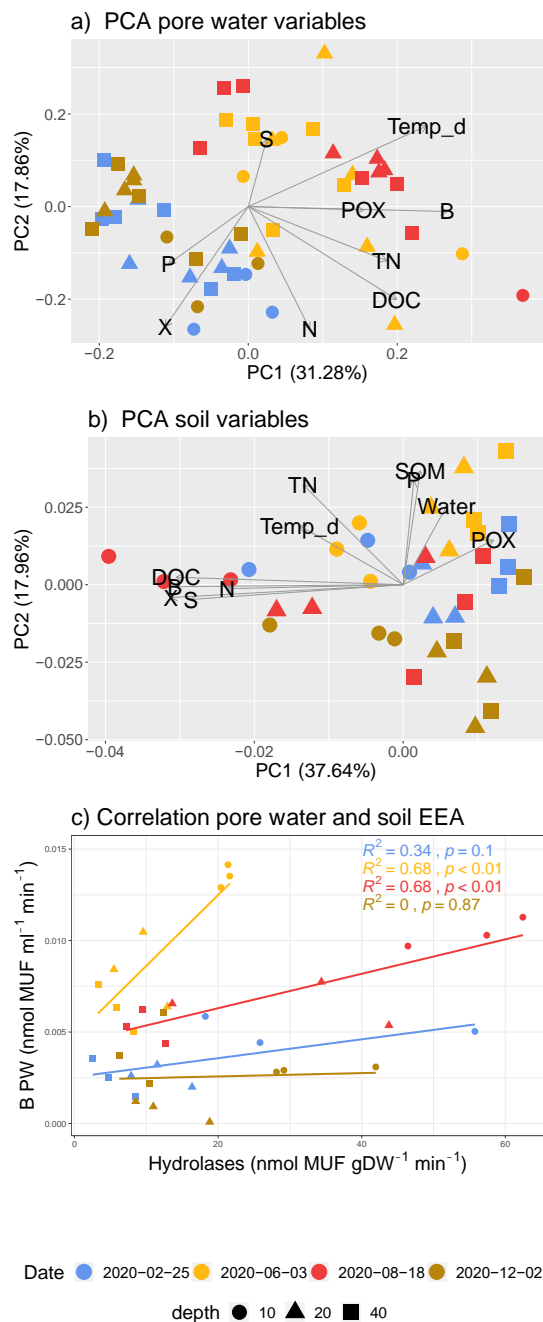 a) PCA pore water variables
PC2 (17.86%)
0.2
0.0
−0.2
S
Temp_d
POX
B
P
TN
DOC
X
N
−0.2
0.0
0.2
PC1 (31.28%)
b) PCA soil variables
PC2 (17.96%)
0.025
0.000
−0.025
−0.050
SOM
P
TN
Water
Temp_d
POX
DOC
B
N
X
S
−0.04
−0.02
0.00
PC1 (37.64%)
c) Correlation pore water and soil EEA
B PW (nmol MUF ml⁻¹ min⁻¹)
0.015
0.010
0.005
0.000
R² = 0.34 , p = 0.1
R² = 0.68 , p < 0.01
R² = 0.68 , p < 0.01
R² = 0 , p = 0.87
0
20
40
60
Hydrolases (nmol MUF gDW⁻¹ min⁻¹)
Date 2020−02−25 2020−06−03 2020−08−18 2020−12−02
depth 10 20 40